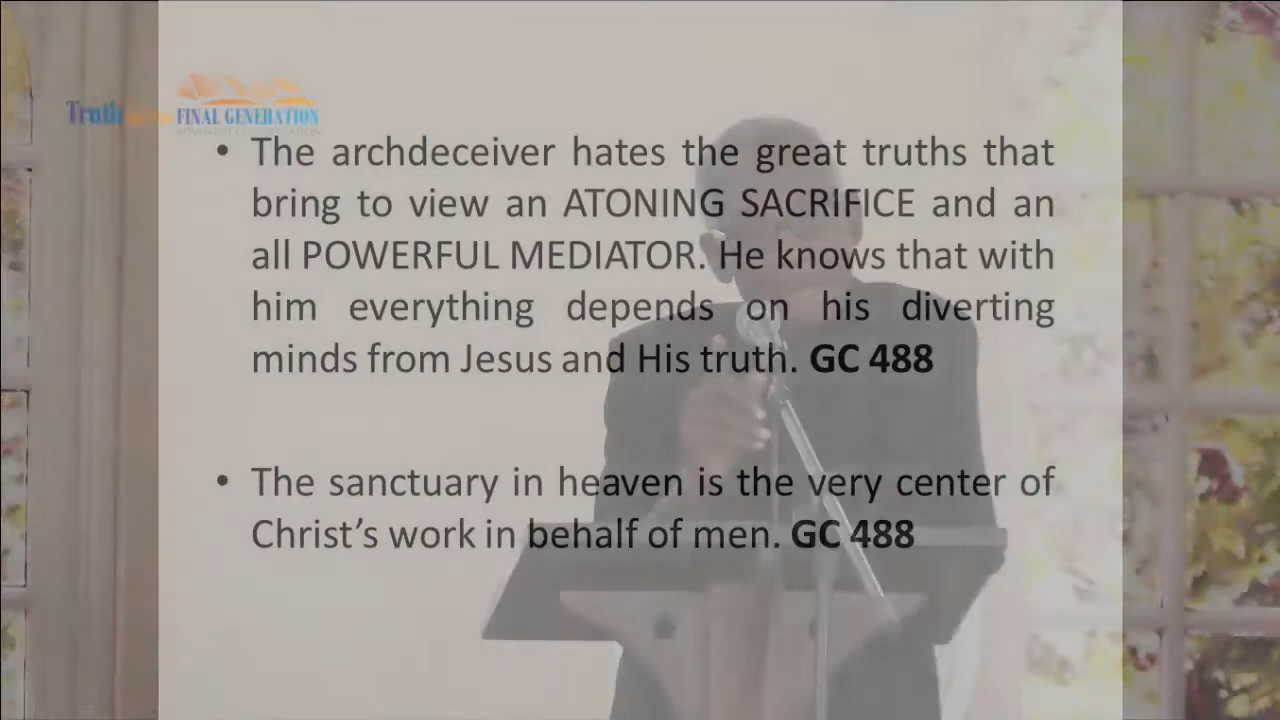 Truth
FINAL GENERATION
• The archdeceiver hates the great truths that
bring to view an ATONING SACRIFICE and an
all POWERFUL MEDIATOR. He knows that with
him everything depends on his diverting
minds from Jesus and His truth. GC 488
• The sanctuary in heaven is the very center of
Christ's work in behalf of men. GC 488